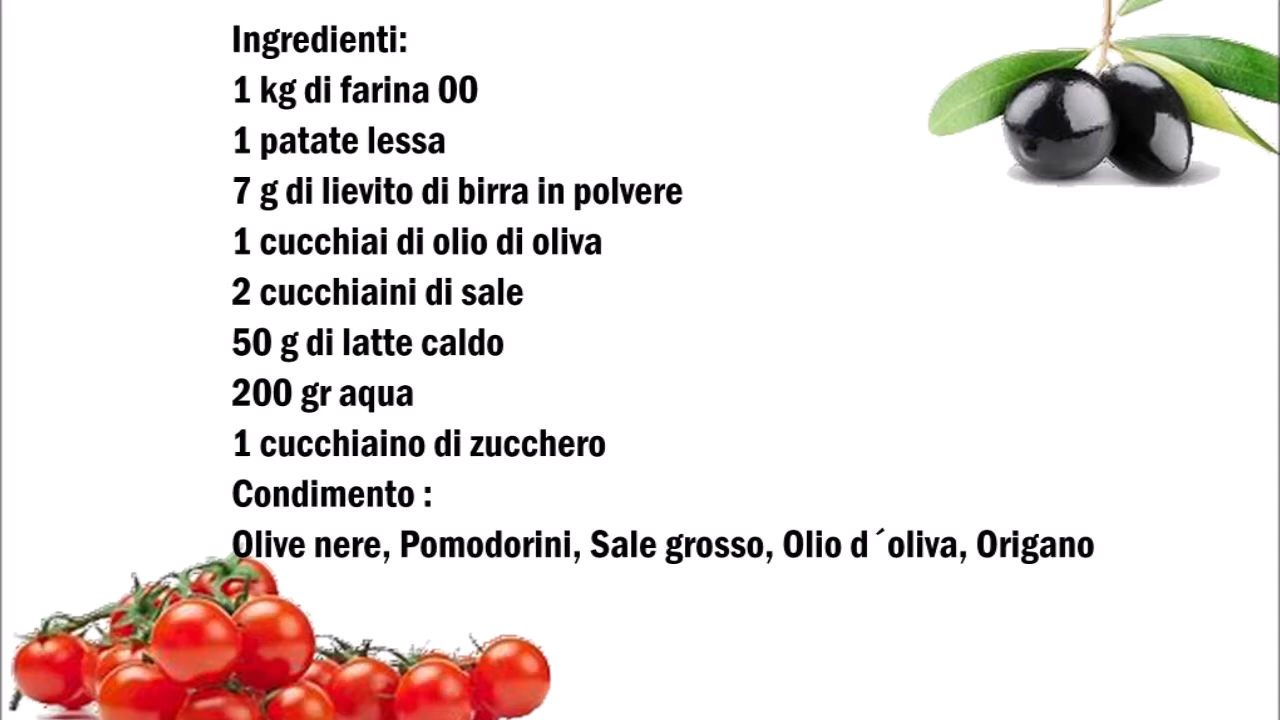 Ingredienti:
1 kg di farina 00
1 patate lessa
7 g di lievito di birra in polvere
1 cucchiai di olio di oliva
2 cucchiaini di sale
50 g di latte caldo
200 gr aqua
1 cucchiaino di zucchero
Condimento :
Olive nere, Pomodorini, Sale grosso, Olio d´oliva, Origano